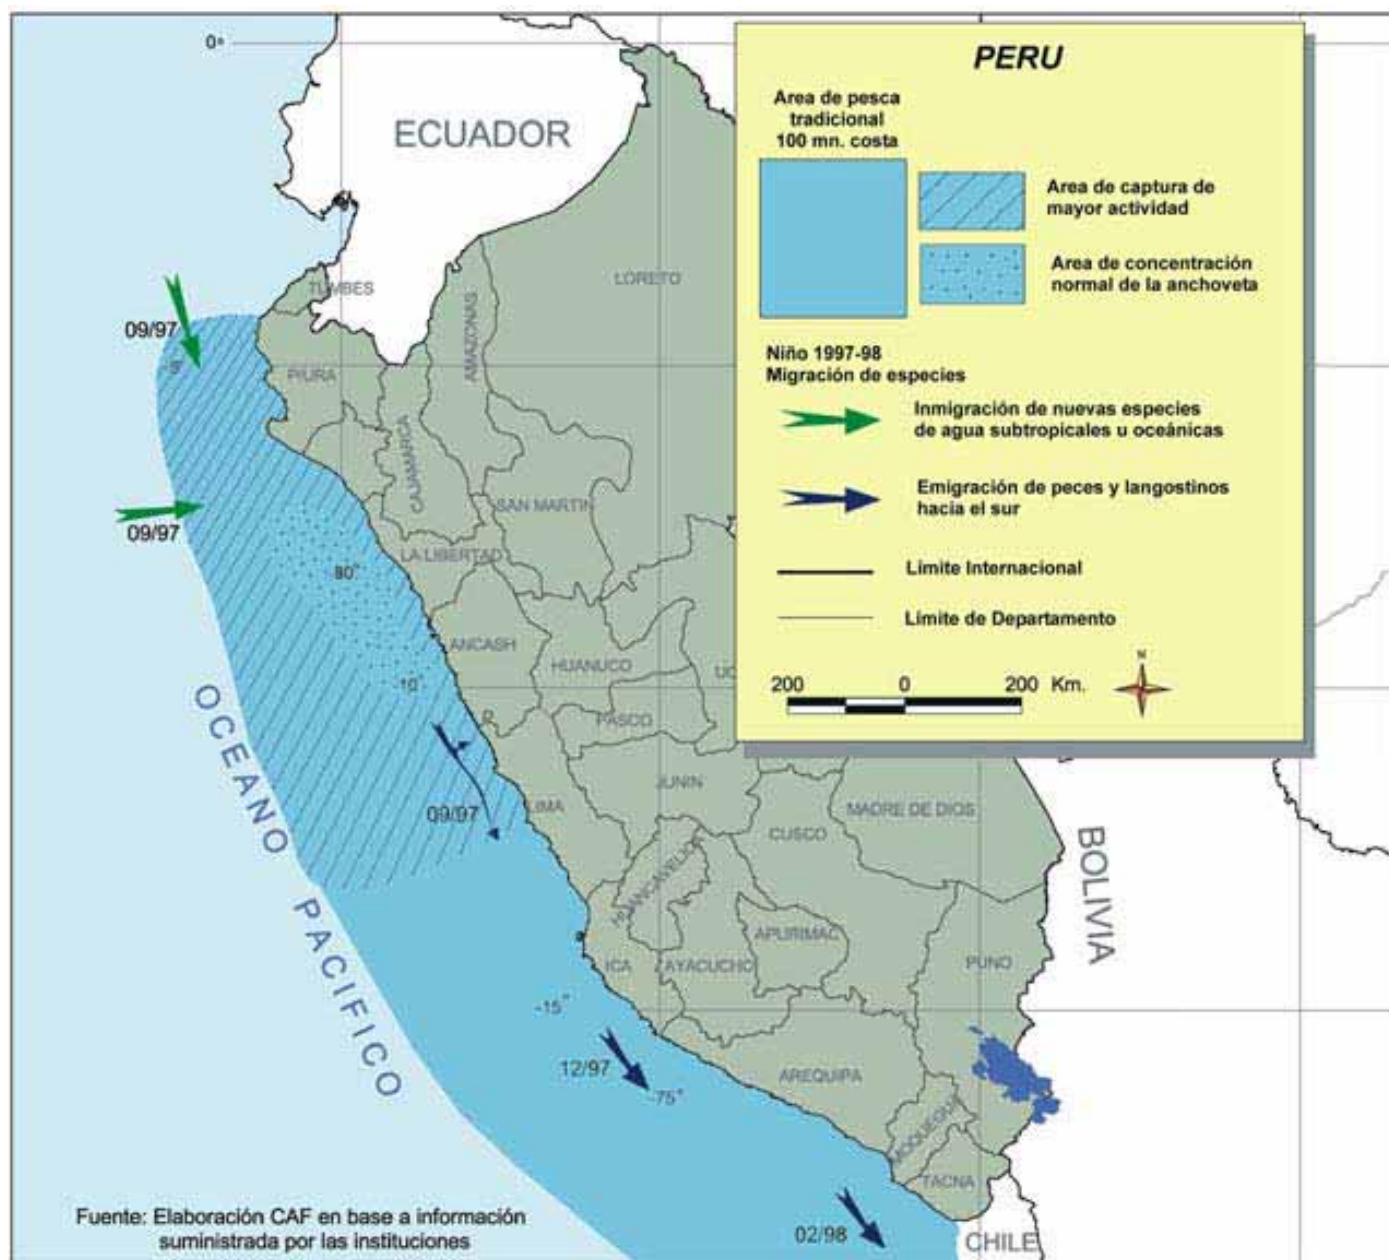 0°
ECUADOR
TUMBES
LORETO
AMAZONAS
09/97
PIURA
CAJAMARCA
SAN MARTIN
09/97
LA LIBERTAD
80°
ANCASH
HUANUCO
UC
-10°
PASCO
JUNIN
LIMA
09/97
MADRE DE DIOS
CUSCO
HUANCAVELICA
BOLIVIA
APURIMAC
ICA
AYACUCHO
PUNO
-15°
12/97
-75°
AREQUIPA
MOQUEGUA
TACNA
02/98
CHILE
OCEANO PACIFICO
PERU
Area de pesca
tradicional
100 mn. costa
Area de captura de
mayor actividad
Area de concentración
normal de la anchoveta
Niño 1997-98
Migración de especies
Inmigración de nuevas especies
de agua subtropicales u oceánicas
Emigración de peces y langostinos
hacia el sur
Limite Internacional
Limite de Departamento
200 0 200 Km.
N
Fuente: Elaboración CAF en base a información
suministrada por las instituciones